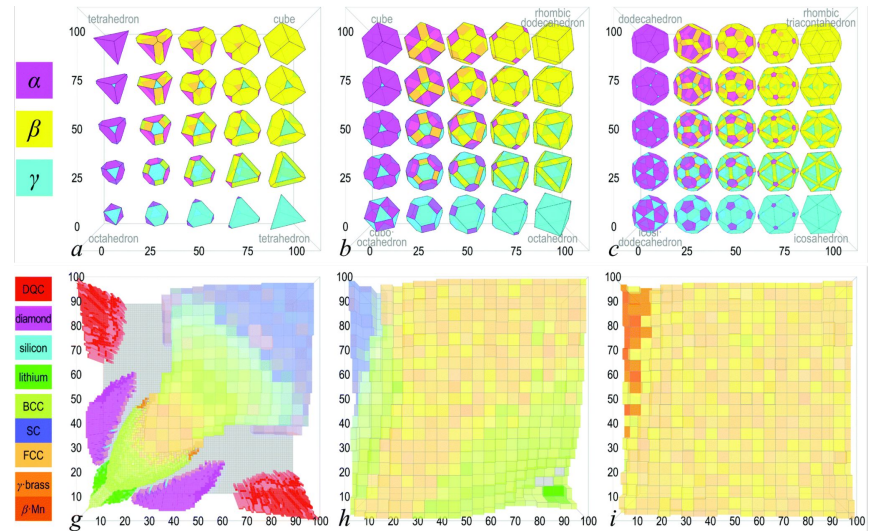 tetrahedron cube cube rhombic dodecahedron dodecahedron rhombic triacontahedron
100 100 100
α
75 75 75
β
50 50 50
γ
25 25 25
0 0 0
octahedron tetrahedron cubo- octahedron octahedron icosi- dodecahedron icosahedron
a 0 25 50 75 b 0 25 50 75 c 0 25 50 75
100 100 100
DQC 90 90 90
diamond 80 80 80
silicon 70 70 70
lithium 60 60 60
BCC 50 50 50
SC 40 40 40
FCC 30 30 30
γ-brass 20 20 20
β-Mn 10 10 10
g 10 20 30 40 50 60 70 80 90 100 h 10 20 30 40 50 60 70 80 90 100 i 10 20 30 40 50 60 70 80 90 100